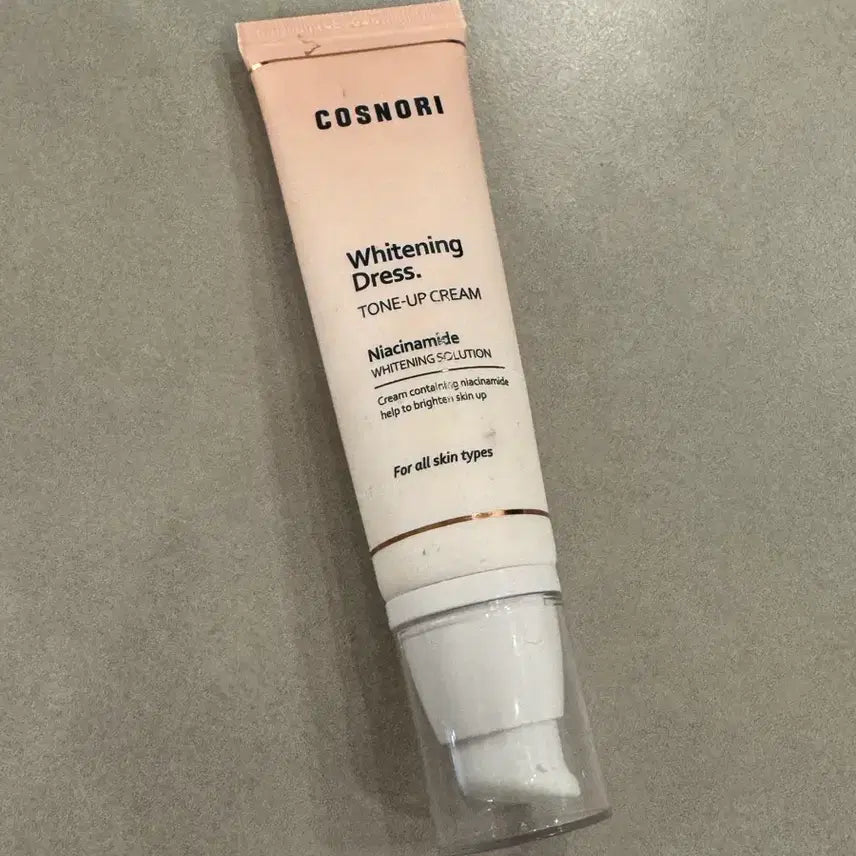 COSNORI
Whitening
Dress.
TONE-UP CREAM
Niacinamide
WHITENING SOLUTION
Cream containing niacinamide
help to brighten skin up
For all skin types